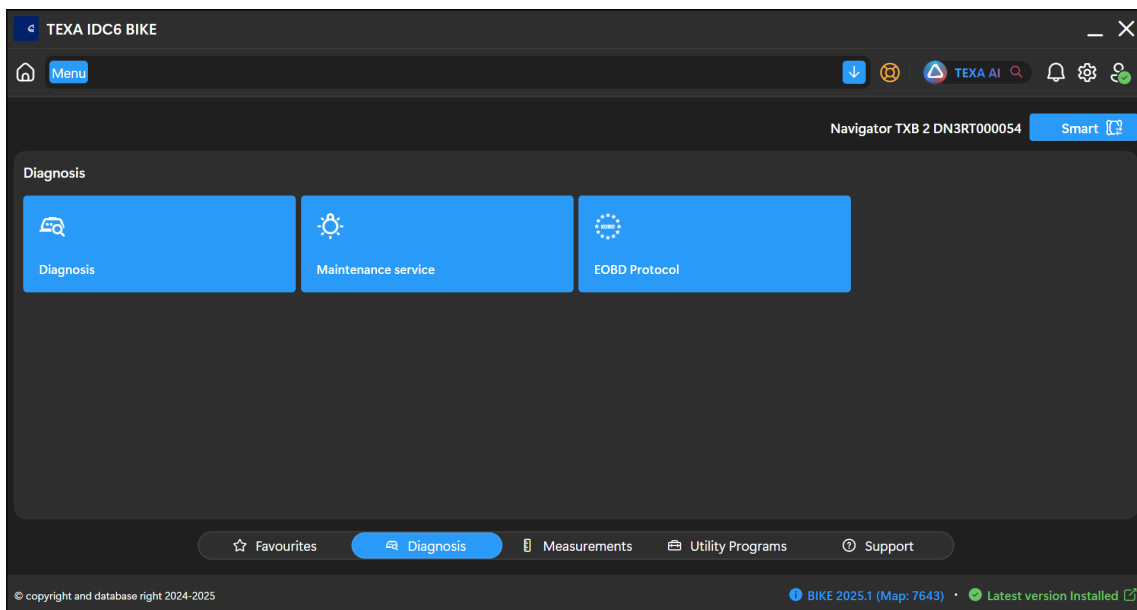 TEXA IDC6 BIKE
Menu
TEXA AI
Navigator TXB 2 DN3RT000054
Smart
Diagnosis
Diagnosis
Maintenance service
EOBD
EOBD Protocol
Favourites
Diagnosis
Measurements
Utility Programs
Support
© copyright and database right 2024-2025
BIKE 2025.1 (Map: 7643) · Latest version Installed